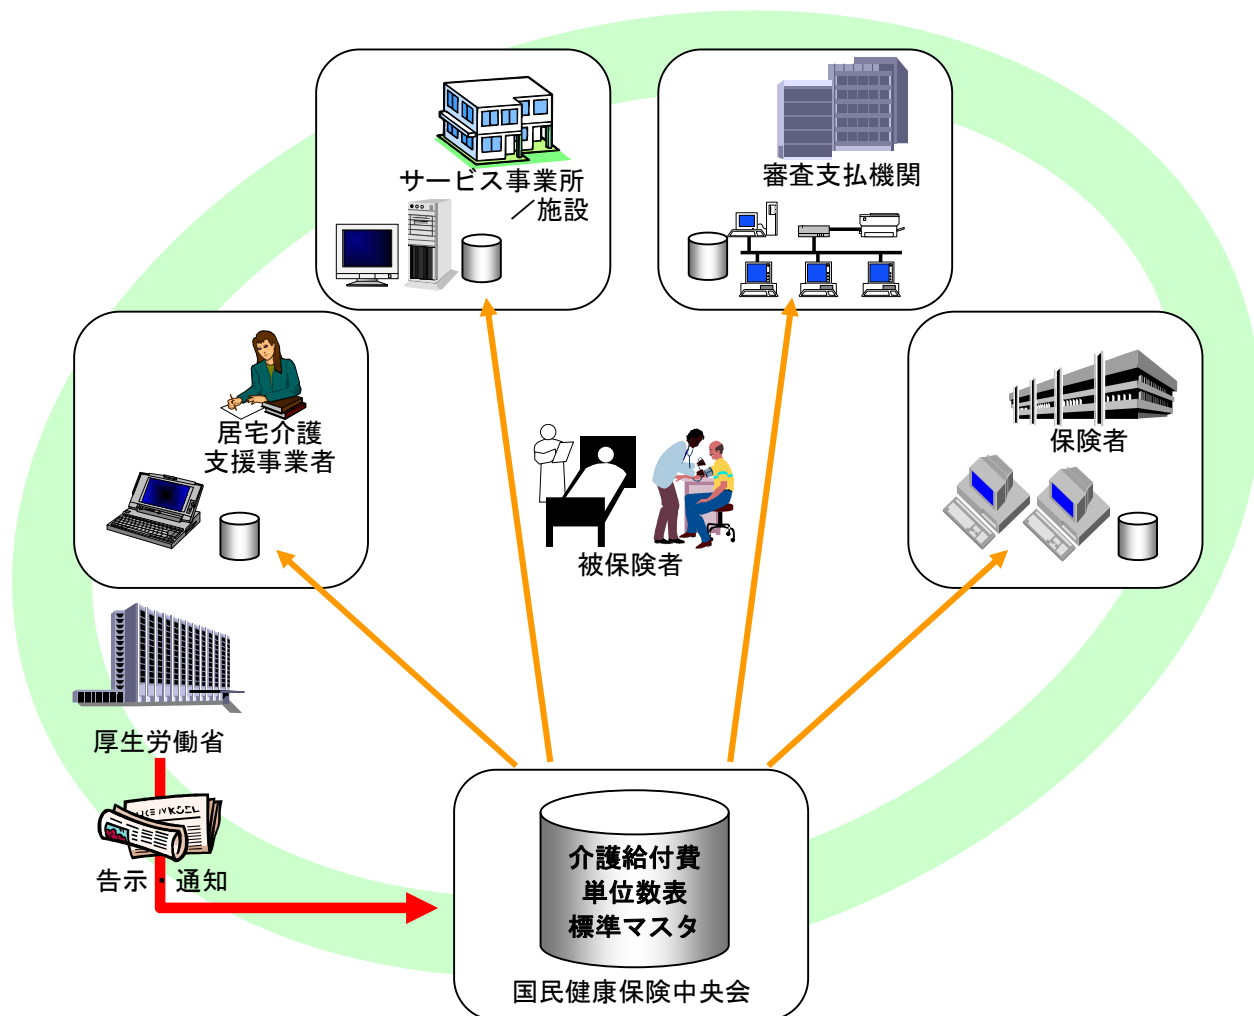 サービス事業所
／施設
審査支払機関
居宅介護
支援事業者
保険者
被保険者
厚生労働省
告示・通知
介護給付費
単位数表
標準マスタ
国民健康保険中央会